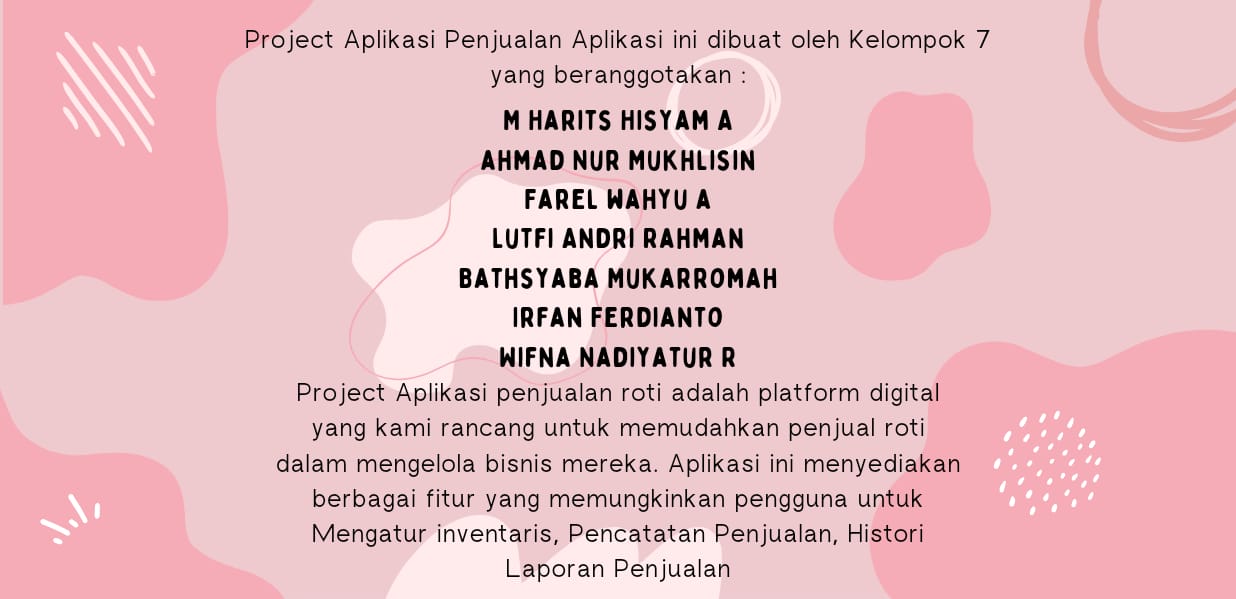 Project Aplikasi Penjualan Aplikasi ini dibuat oleh Kelompok 7
yang beranggotakan :
M HARITS HISYAM A
AHMAD NUR MUKHLISIN
FAREL WAHYU A
LUTFI ANDRI RAHMAN
BATHSYABA MUKARROMAH
IRFAN FERDIANTO
WIFNA NADIYATUR R
Project Aplikasi penjualan roti adalah platform digital
yang kami rancang untuk memudahkan penjual roti
dalam mengelola bisnis mereka. Aplikasi ini menyediakan
berbagai fitur yang memungkinkan pengguna untuk
Mengatur inventaris, Pencatatan Penjualan, Histori
Laporan Penjualan